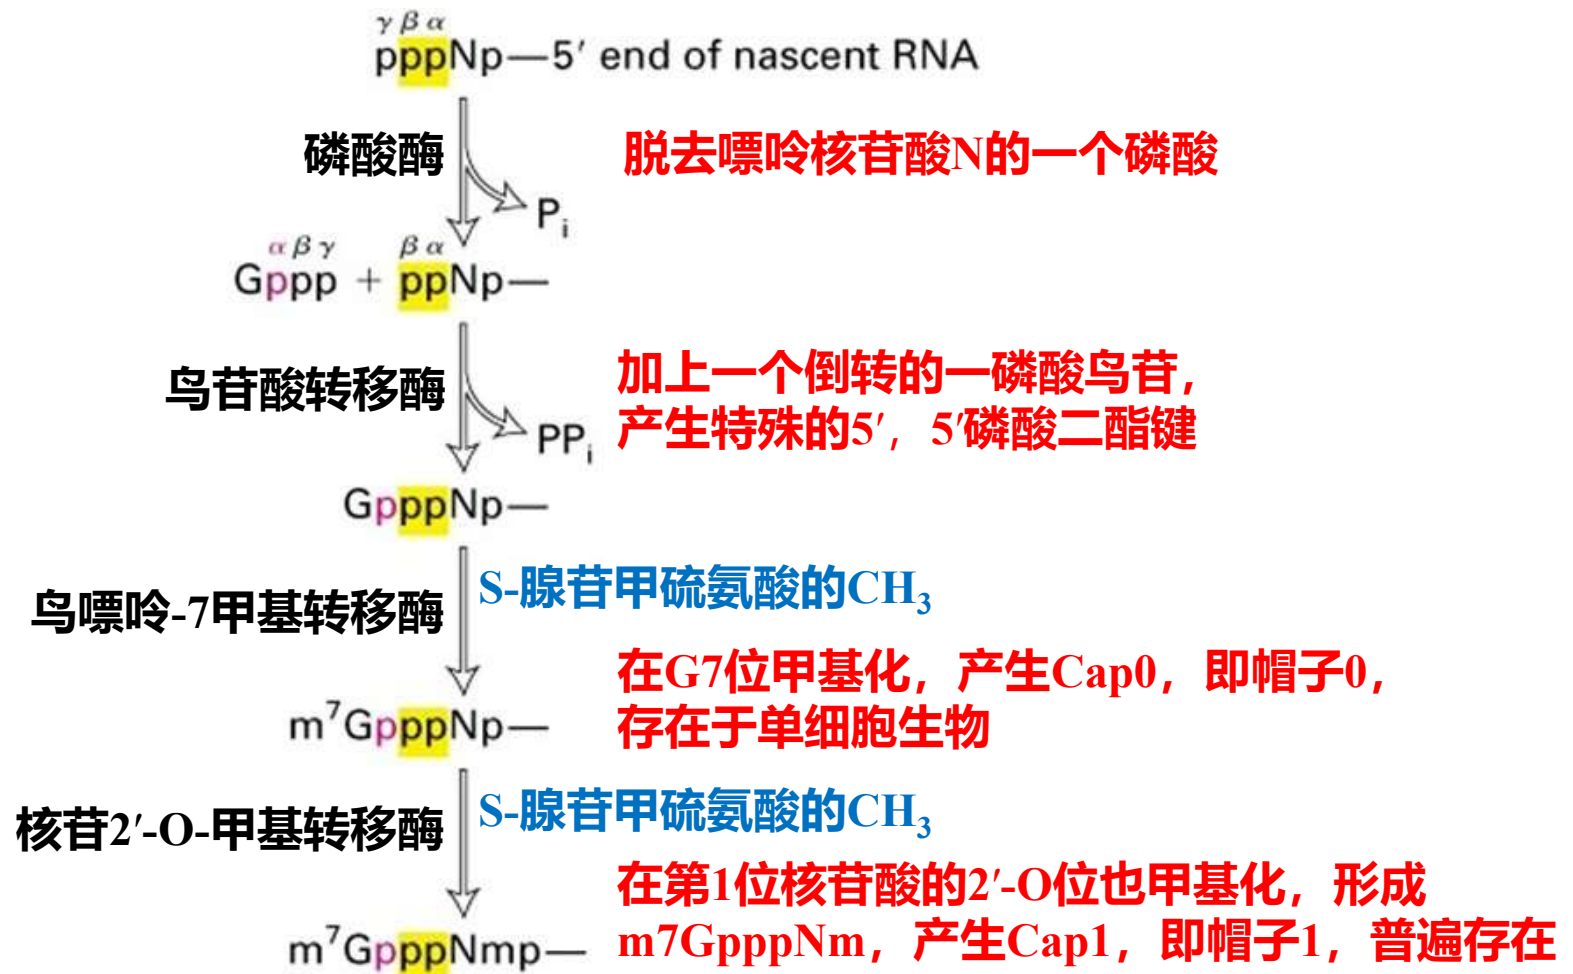 γ β α
pppNp—5′ end of nascent RNA
磷酸酶
脱去嘌呤核苷酸N的一个磷酸
Pi
α β γ β α
Gppp + ppNp—
鸟苷酸转移酶
加上一个倒转的一磷酸鸟苷，
产生特殊的5′，5′磷酸二酯键
PPi
GpppNp—
鸟嘌呤-7甲基转移酶
S-腺苷甲硫氨酸的CH3
在G7位甲基化，产生Cap0，即帽子0，
存在于单细胞生物
m7GpppNp—
核苷2′-O-甲基转移酶
S-腺苷甲硫氨酸的CH3
在第1位核苷酸的2′-O位也甲基化，形成
m7GpppNm，产生Cap1，即帽子1，普遍存在
m7GpppNmp—